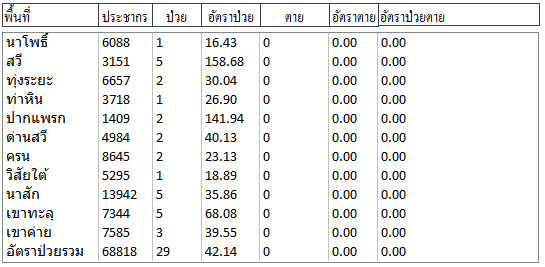 พื้นที่ ประชากร ป่วย อัตราป่วย ตาย อัตราตาย อัตราป่วยตาย
นาโพธิ์ 6088 1 16.43 0 0.00 0.00
สวี 3151 5 158.68 0 0.00 0.00
ทุ่งระยะ 6657 2 30.04 0 0.00 0.00
ท่าหิน 3718 1 26.90 0 0.00 0.00
ปากแพรก 1409 2 141.94 0 0.00 0.00
ด่านสวี 4984 2 40.13 0 0.00 0.00
ครน 8645 2 23.13 0 0.00 0.00
วิสัยใต้ 5295 1 18.89 0 0.00 0.00
นาสัก 13942 5 35.86 0 0.00 0.00
เขาทะลุ 7344 5 68.08 0 0.00 0.00
เขาค่าย 7585 3 39.55 0 0.00 0.00
อัตราป่วยรวม 68818 29 42.14 0 0.00 0.00